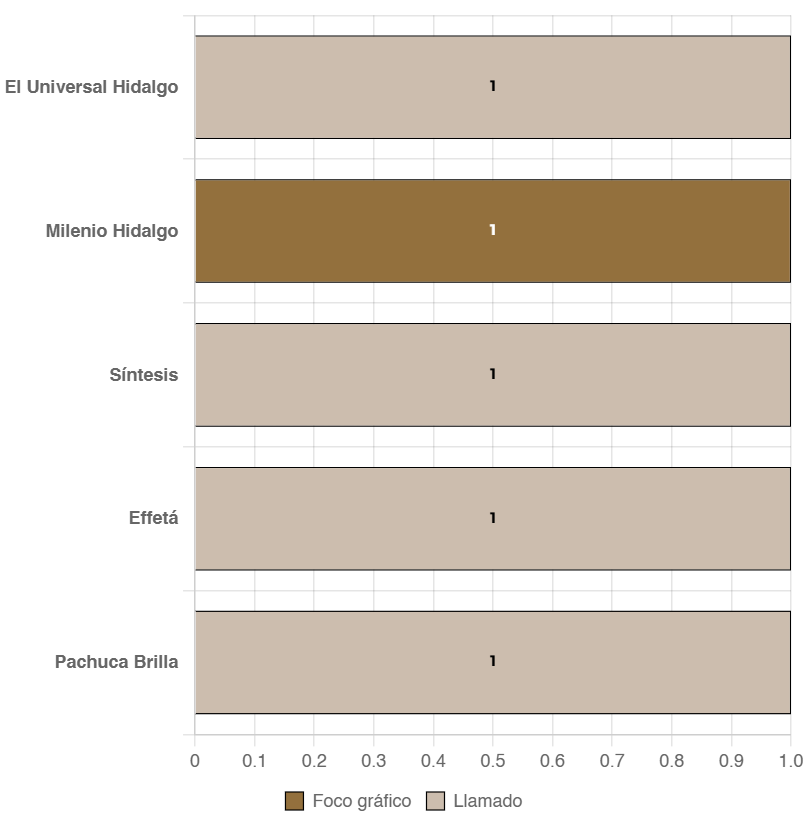 El Universal Hidalgo
1
Milenio Hidalgo
1
Síntesis
1
Effetá
1
Pachuca Brilla
1
0 0.1 0.2 0.3 0.4 0.5 0.6 0.7 0.8 0.9 1.0
Foco gráfico Llamado